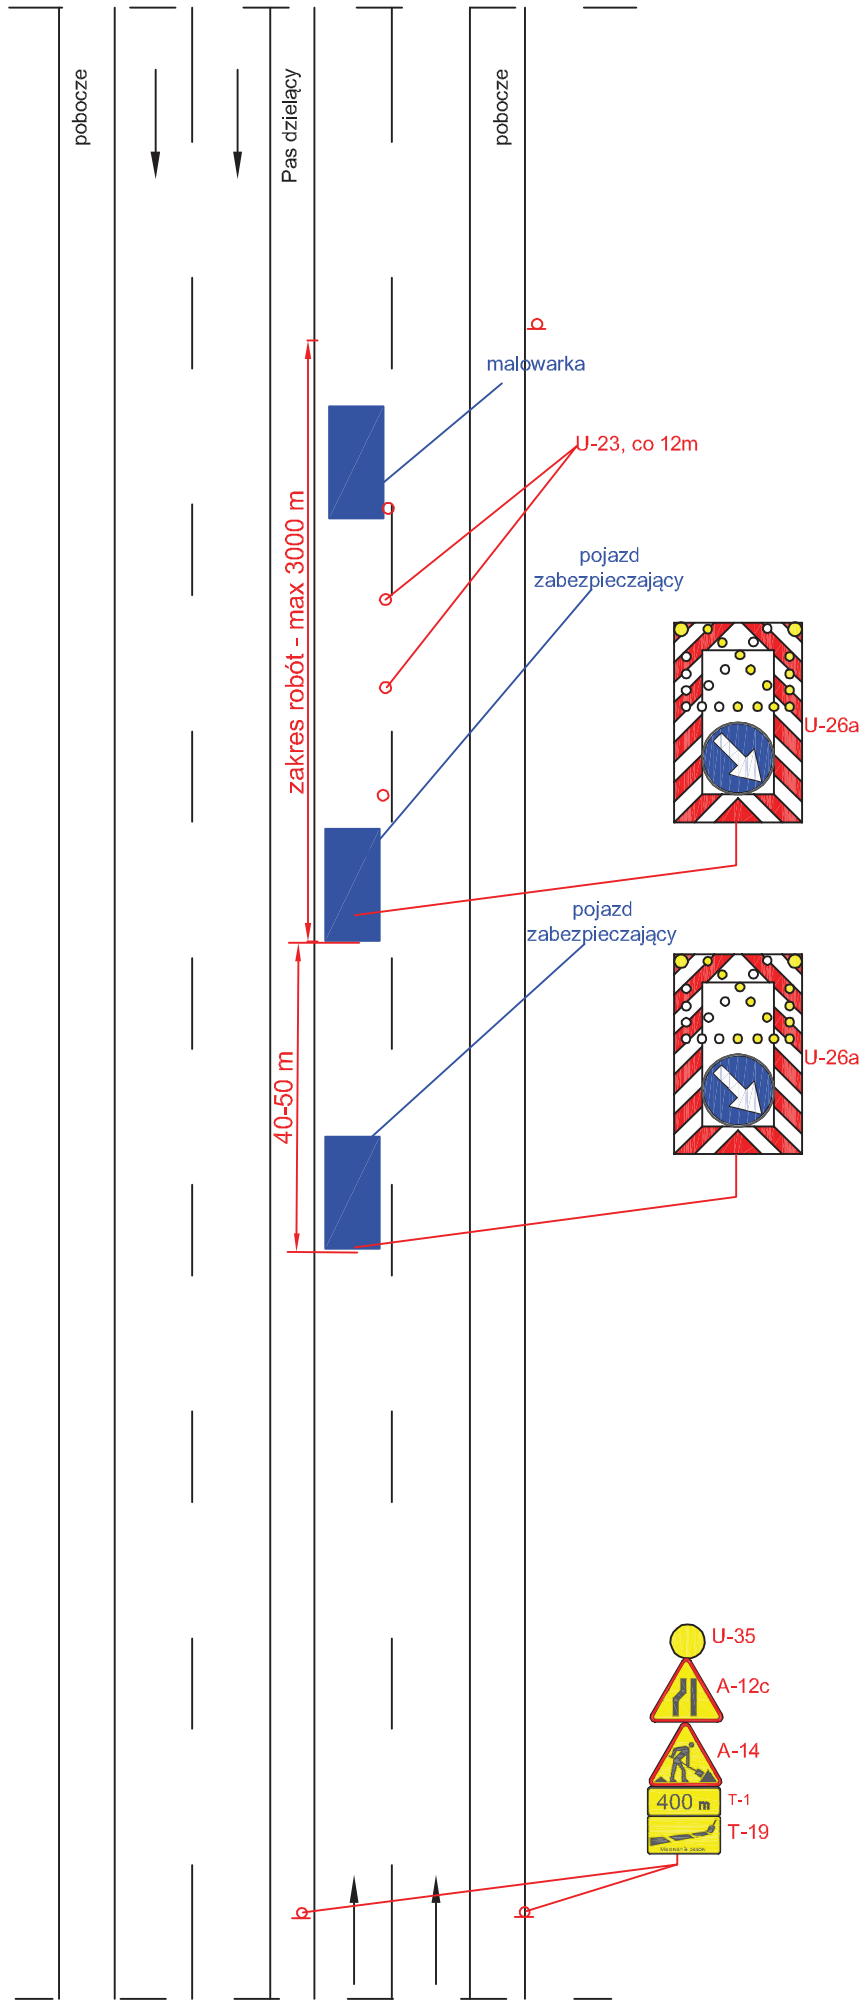 pobocze
Pas dzielący
pobocze
malowarka
U-23, co 12m
zakres robót - max 3000 m
pojazd
zabezpieczający
U-26a
pojazd
zabezpieczający
U-26a
40-50 m
U-35
A-12c
A-14
400 m
T-1
T-19